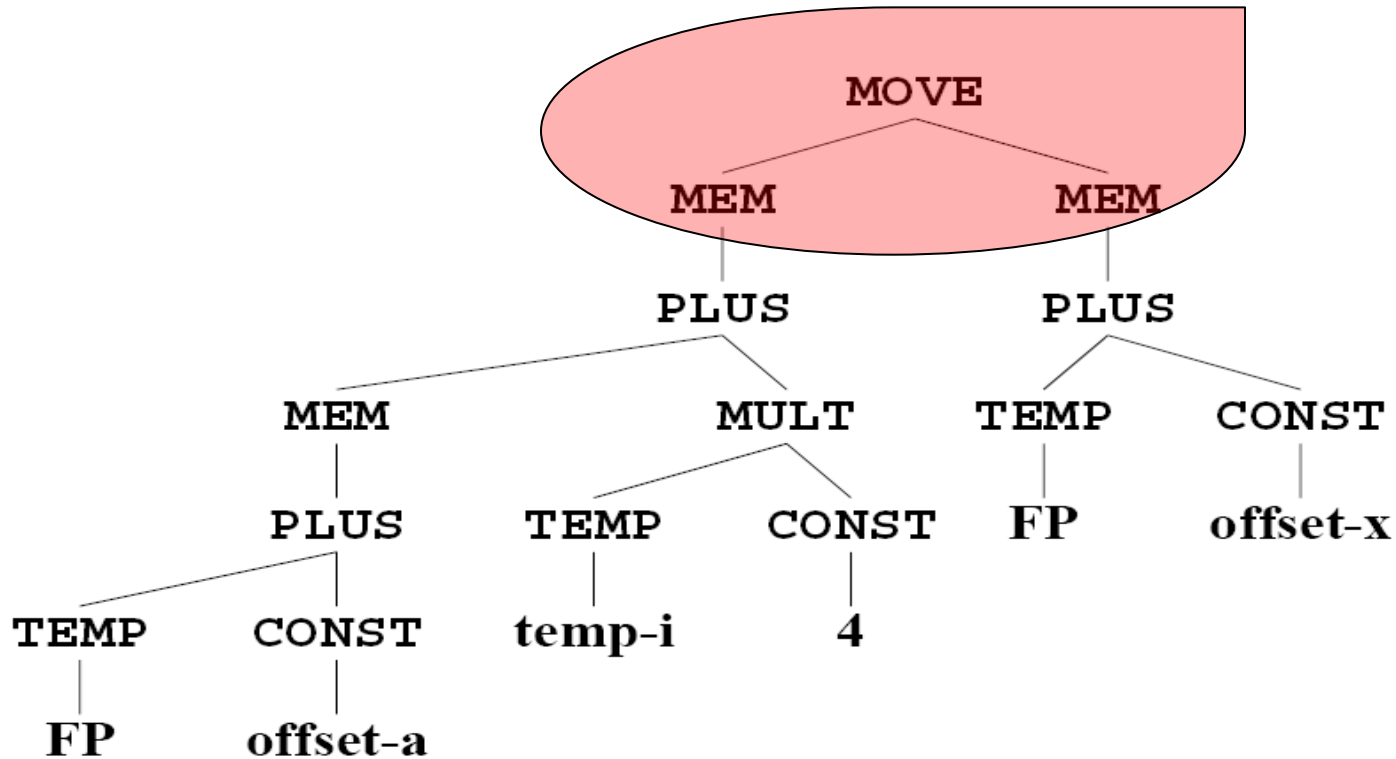 MOVE
MEM MEM
PLUS PLUS
MEM MULT TEMP CONST
PLUS TEMP CONST FP offset-x
TEMP CONST temp-i 4
FP offset-a